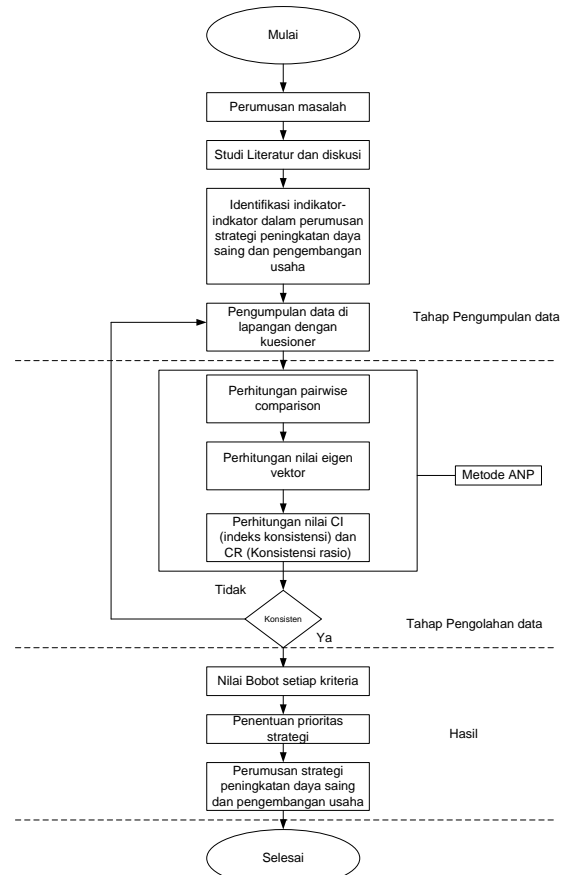 Mulai
Perumusan masalah
Studi Literatur dan diskusi
Identifikasi indikator-
indkator dalam perumusan
strategi peningkatan daya
saing dan pengembangan
usaha
Pengumpulan data di
lapangan dengan
kuesioner
Tahap Pengumpulan data
Perhitungan pairwise
comparison
Perhitungan nilai eigen
vektor
Metode ANP
Perhitungan nilai CI
(indeks konsistensi) dan
CR (Konsistensi rasio)
Tidak
Konsisten
Ya
Tahap Pengolahan data
Nilai Bobot setiap kriteria
Penentuan prioritas
strategi
Hasil
Perumusan strategi
peningkatan daya saing
dan pengembangan usaha
Selesai